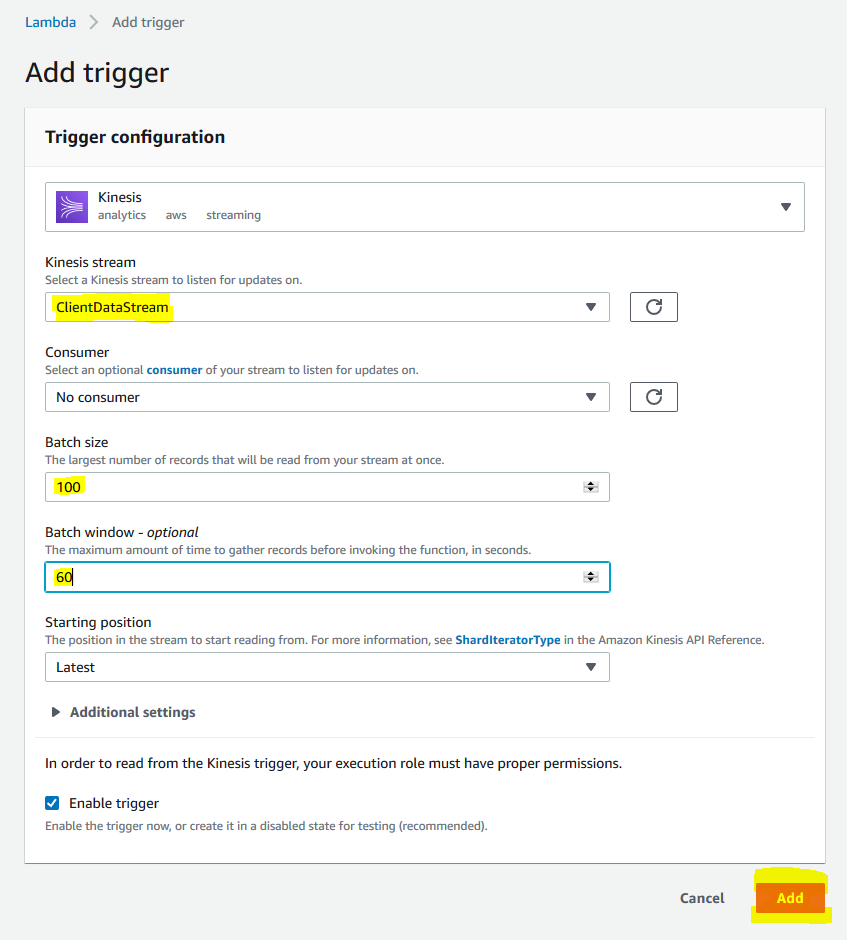 Lambda > Add trigger
Add trigger
Trigger configuration
Kinesis
analytics aws streaming
Kinesis stream
Select a Kinesis stream to listen for updates on.
ClientDataStream
Consumer
Select an optional consumer of your stream to listen for updates on.
No consumer
Batch size
The largest number of records that will be read from your stream at once.
100
Batch window - optional
The maximum amount of time to gather records before invoking the function, in seconds.
60
Starting position
The position in the stream to start reading from. For more information, see ShardIteratorType in the Amazon Kinesis API Reference.
Latest
Additional settings
In order to read from the Kinesis trigger, your execution role must have proper permissions.
Enable trigger
Enable the trigger now, or create it in a disabled state for testing (recommended).
Cancel Add